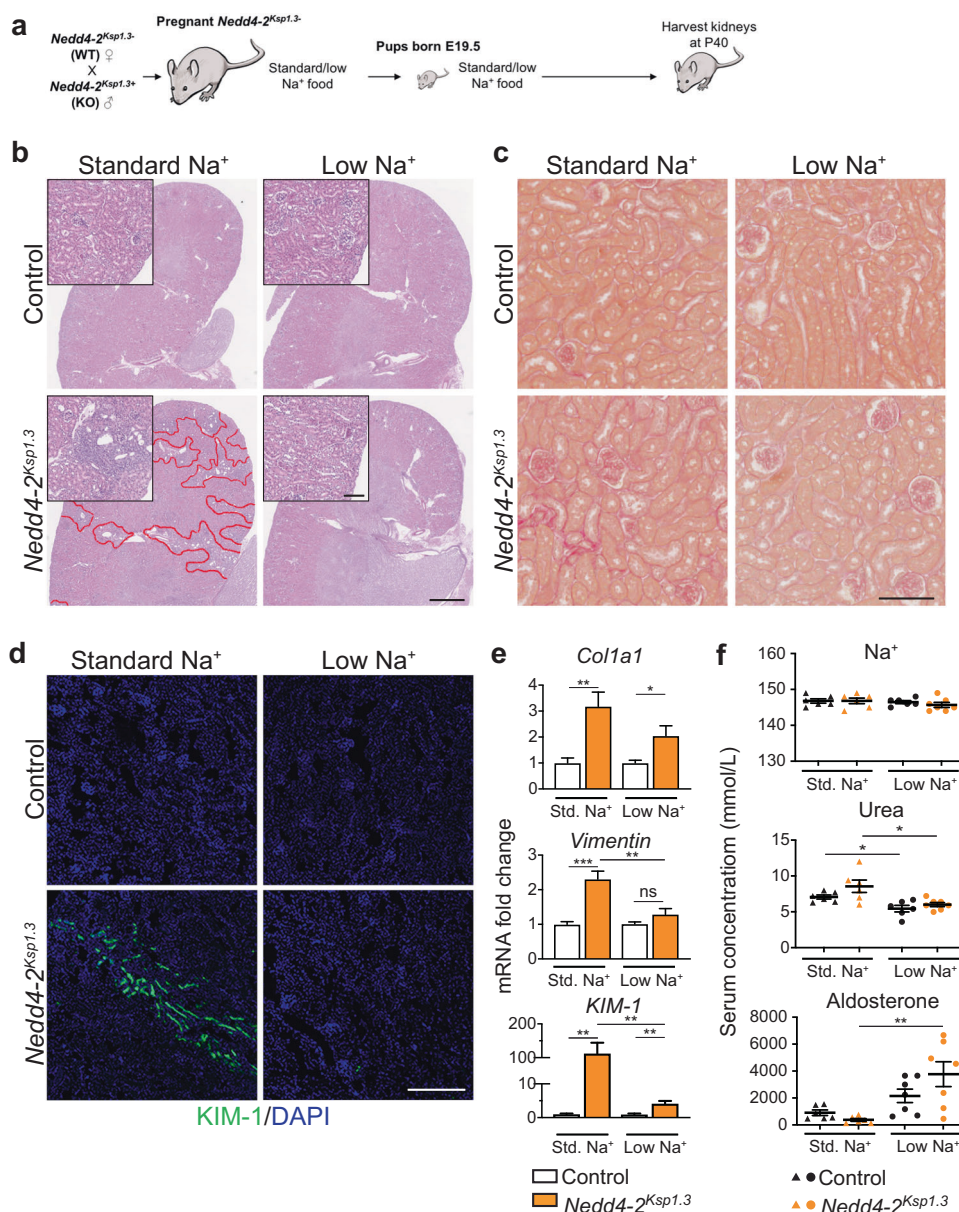 a
Nedd4-2Ksp1.3-
(WT) ♀
X
Nedd4-2Ksp1.3+
(KO) ♂
Pregnant Nedd4-2Ksp1.3-
Standard/low
Na+ food
Pups born E19.5
Standard/low
Na+ food
Harvest kidneys
at P40
b
Standard Na+
Low Na+
Control
Nedd4-2Ksp1.3
c
Standard Na+
Low Na+
Control
Nedd4-2Ksp1.3
d
Standard Na+
Low Na+
Control
Nedd4-2Ksp1.3
KIM-1/DAPI
e
mRNA fold change
Col1a1
4
3
2
1
0
**
*
Std. Na+
Low Na+
Vimentin
3
2
1
0
***
**
ns
Std. Na+
Low Na+
KIM-1
200
100
10
5
0
**
**
**
Std. Na+
Low Na+
Control
Nedd4-2Ksp1.3
f
Serum concentratiom (mmol/L)
Na+
160
150
140
130
Std. Na+
Low Na+
Urea
15
10
5
0
*
*
Std. Na+
Low Na+
Aldosterone
8000
6000
4000
2000
0
**
Std. Na+
Low Na+
Control
Nedd4-2Ksp1.3